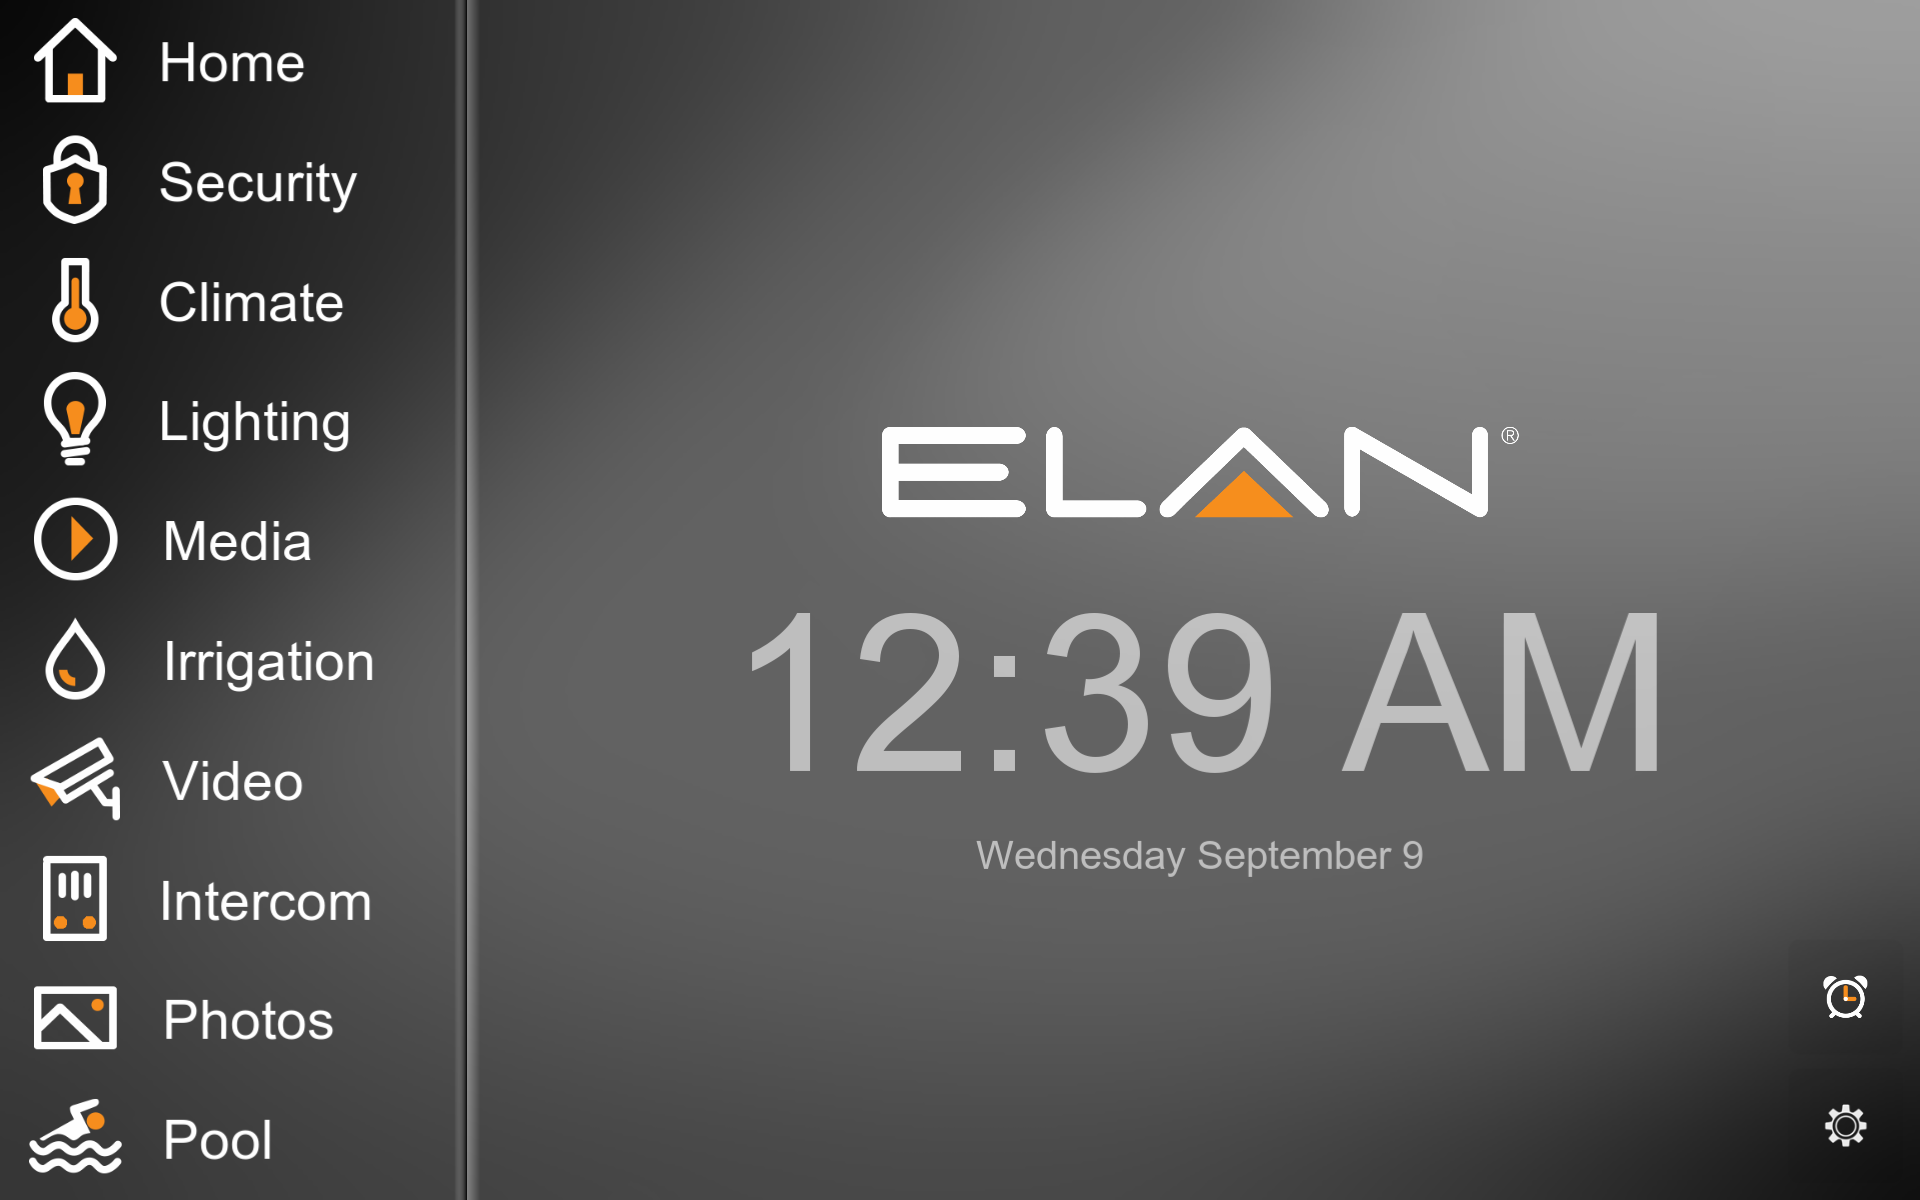 Home
Security
Climate
Lighting
Media
Irrigation
Video
Intercom
Photos
Pool
ELAN®
12:39 AM
Wednesday September 9